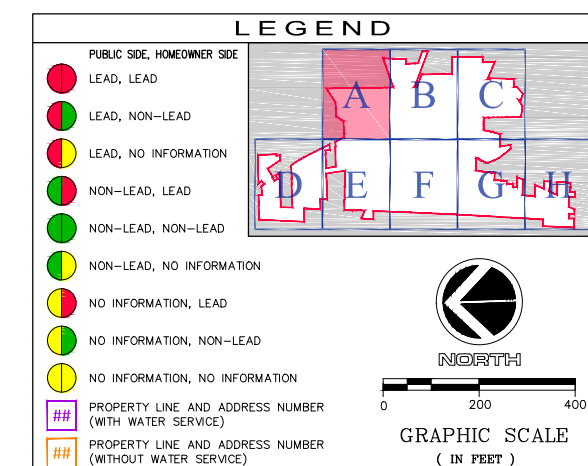 LEGEND
PUBLIC SIDE, HOMEOWNER SIDE
LEAD, LEAD
LEAD, NON-LEAD
LEAD, NO INFORMATION
NON-LEAD, LEAD
NON-LEAD, NON-LEAD
NON-LEAD, NO INFORMATION
NO INFORMATION, LEAD
NO INFORMATION, NON-LEAD
NO INFORMATION, NO INFORMATION
## PROPERTY LINE AND ADDRESS NUMBER
(WITH WATER SERVICE)
## PROPERTY LINE AND ADDRESS NUMBER
(WITHOUT WATER SERVICE)
A B C
D E F G H
NORTH
0 200 400
GRAPHIC SCALE
( IN FEET )